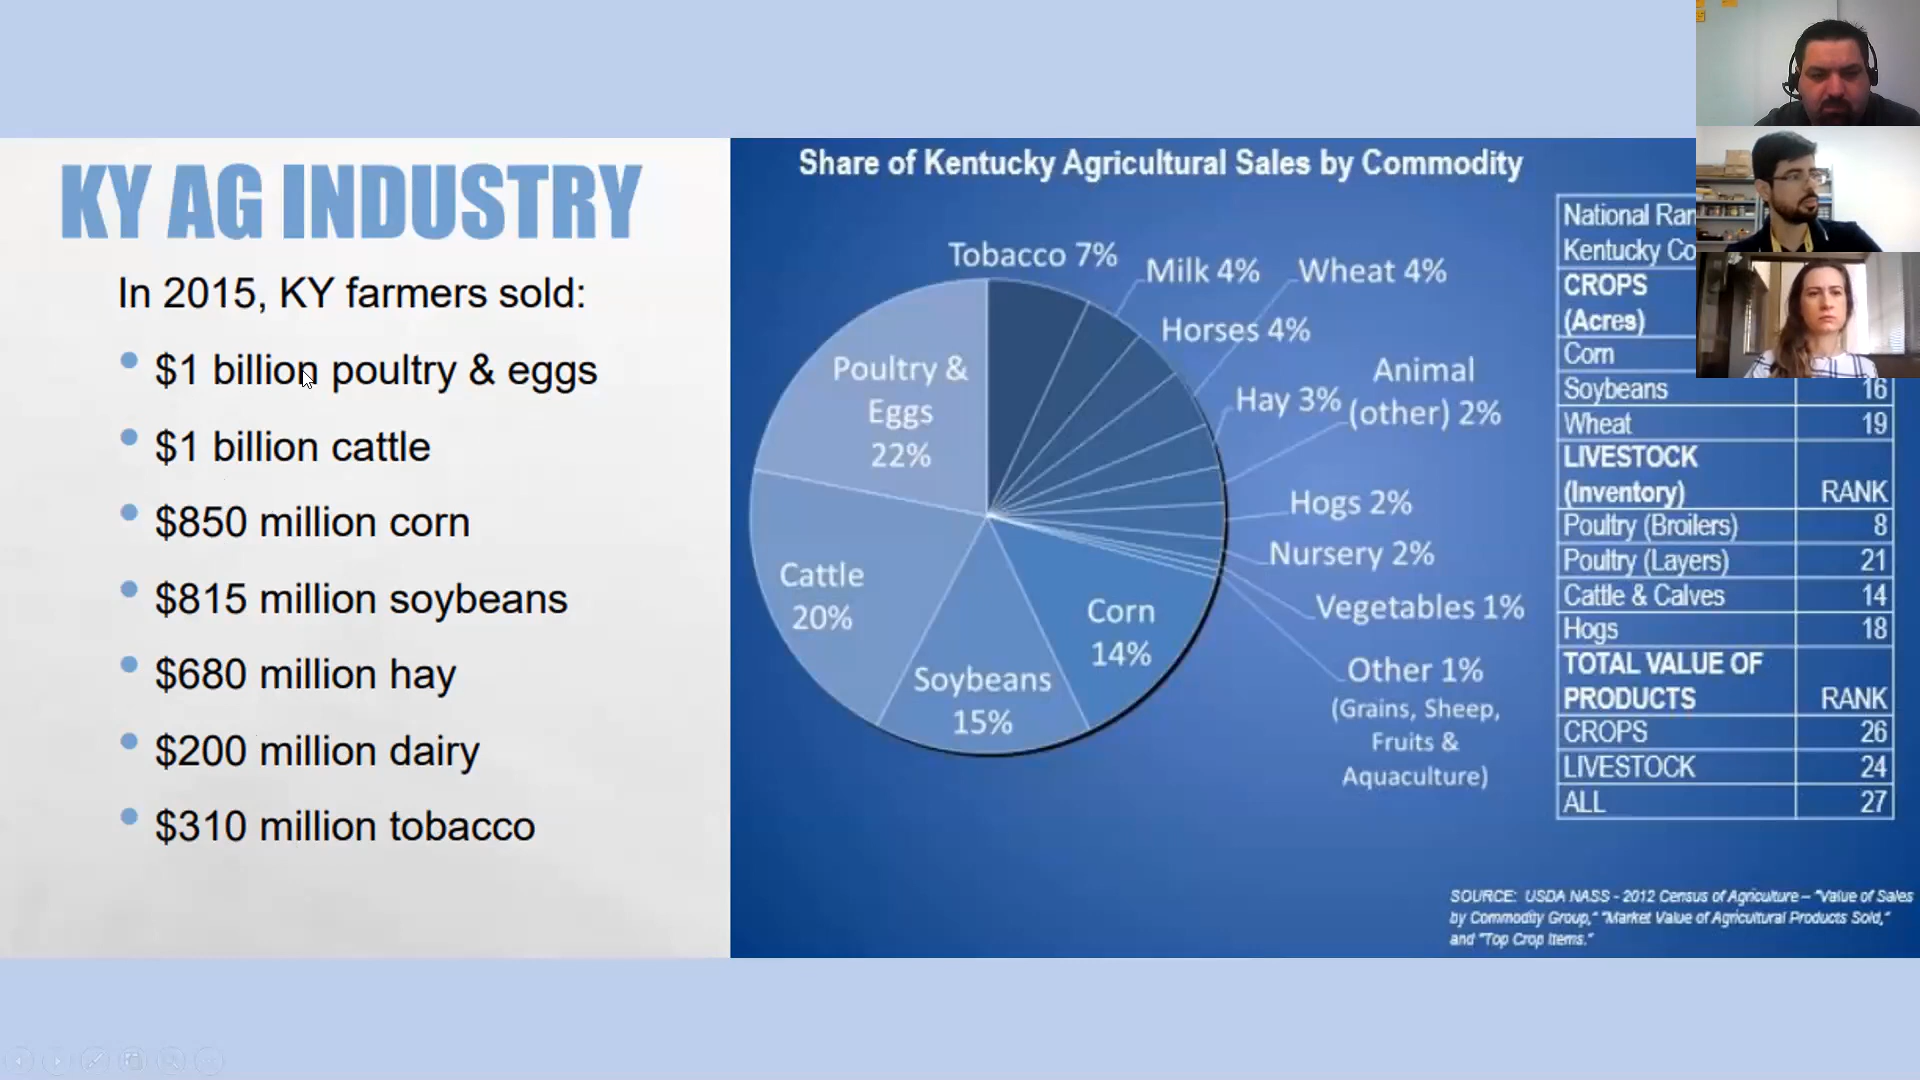 KY AG INDUSTRY
In 2015, KY farmers sold:
• $1 billion poultry & eggs
• $1 billion cattle
• $850 million corn
• $815 million soybeans
• $680 million hay
• $200 million dairy
• $310 million tobacco
Share of Kentucky Agricultural Sales by Commodity
Tobacco 7%
Milk 4%
Wheat 4%
Horses 4%
Hay 3%
Animal
(other) 2%
Hogs 2%
Nursery 2%
Vegetables 1%
Other 1%
(Grains, Sheep,
Fruits &
Aquaculture)
Corn
14%
Soybeans
15%
Cattle
20%
Poultry &
Eggs
22%
National
Kentucky
CROPS
(Acres)
Corn
Soybeans 16
Wheat 19
LIVESTOCK
(Inventory) RANK
Poultry (Broilers) 8
Poultry (Layers) 21
Cattle & Calves 14
Hogs 18
TOTAL VALUE OF
PRODUCTS RANK
CROPS 26
LIVESTOCK 24
ALL 27
SOURCE: USDA NASS - 2012 Census of Agriculture – "Value of Sales
by Commodity Group," "Market Value of Agricultural Products Sold,"
and "Top Crop Items."